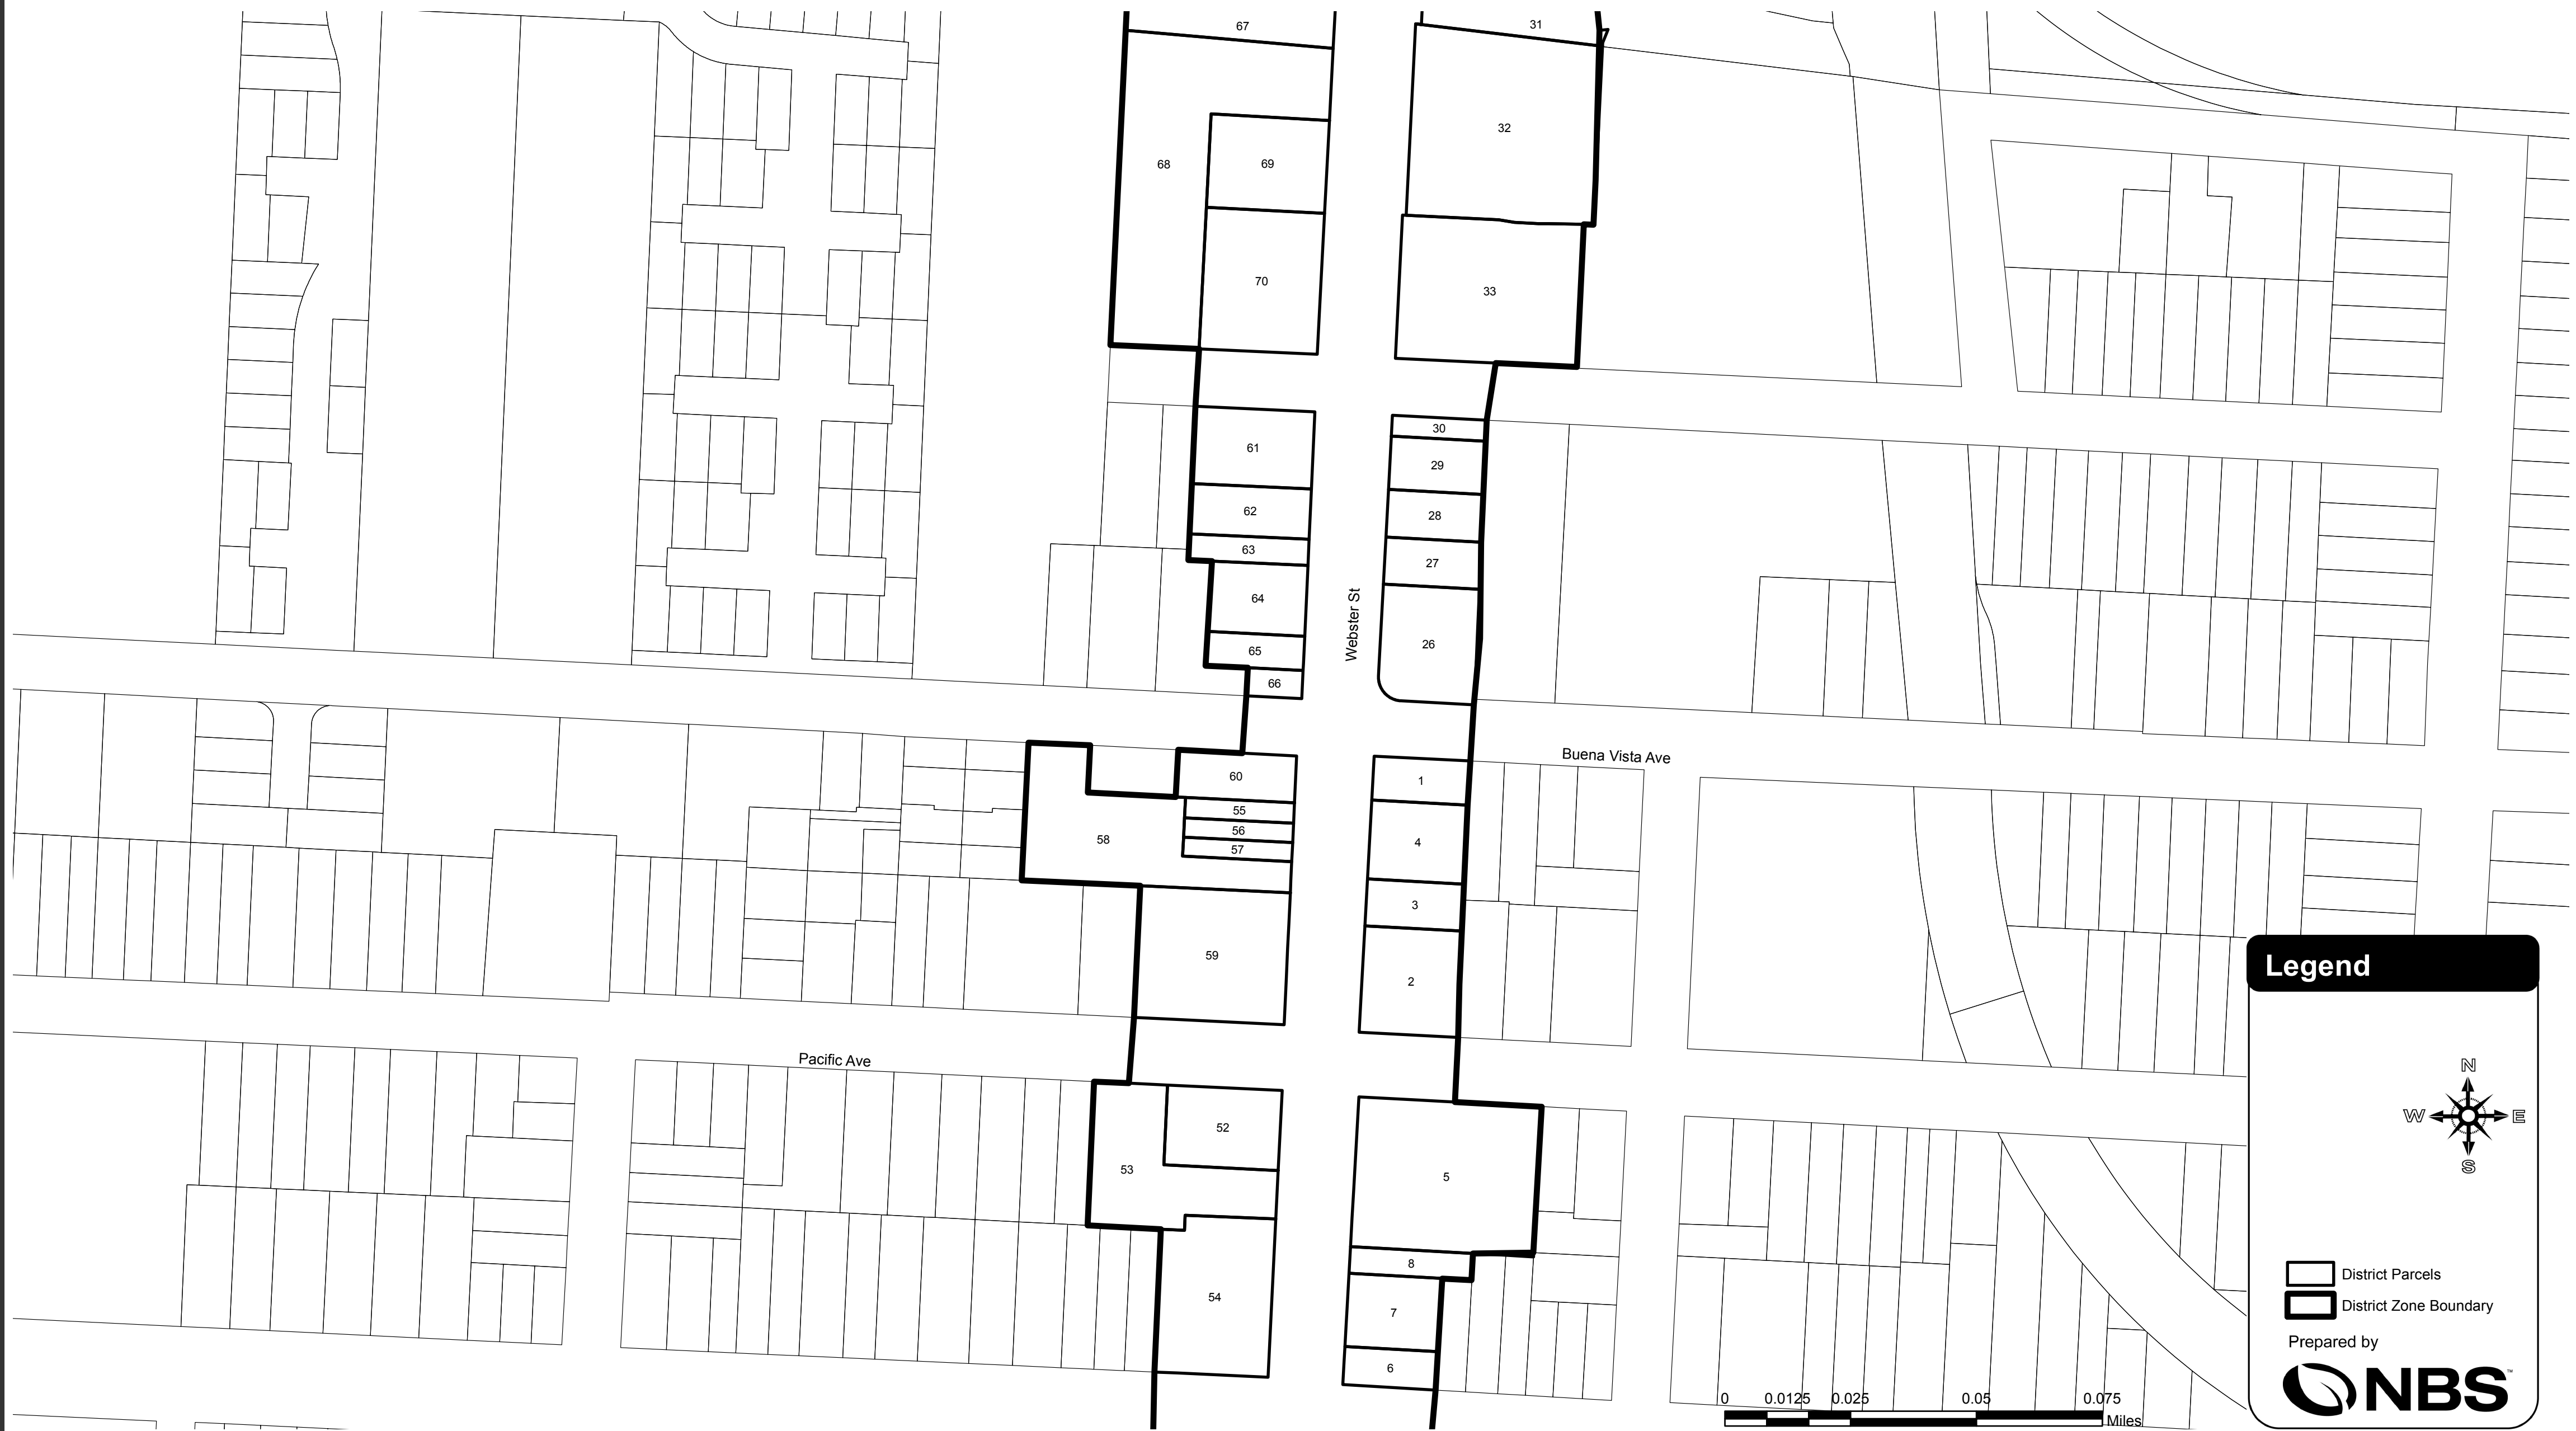 67
31
32
68
69
70
33
61
30
29
62
28
63
27
64
Webster St
26
65
66
Buena Vista Ave
60
1
55
56
58
57
4
3
59
2
Pacific Ave
52
53
5
8
54
7
6
Legend
N
W E
S
District Parcels
District Zone Boundary
Prepared by
NBS™
0 0.0125 0.025 0.05 0.075
Miles